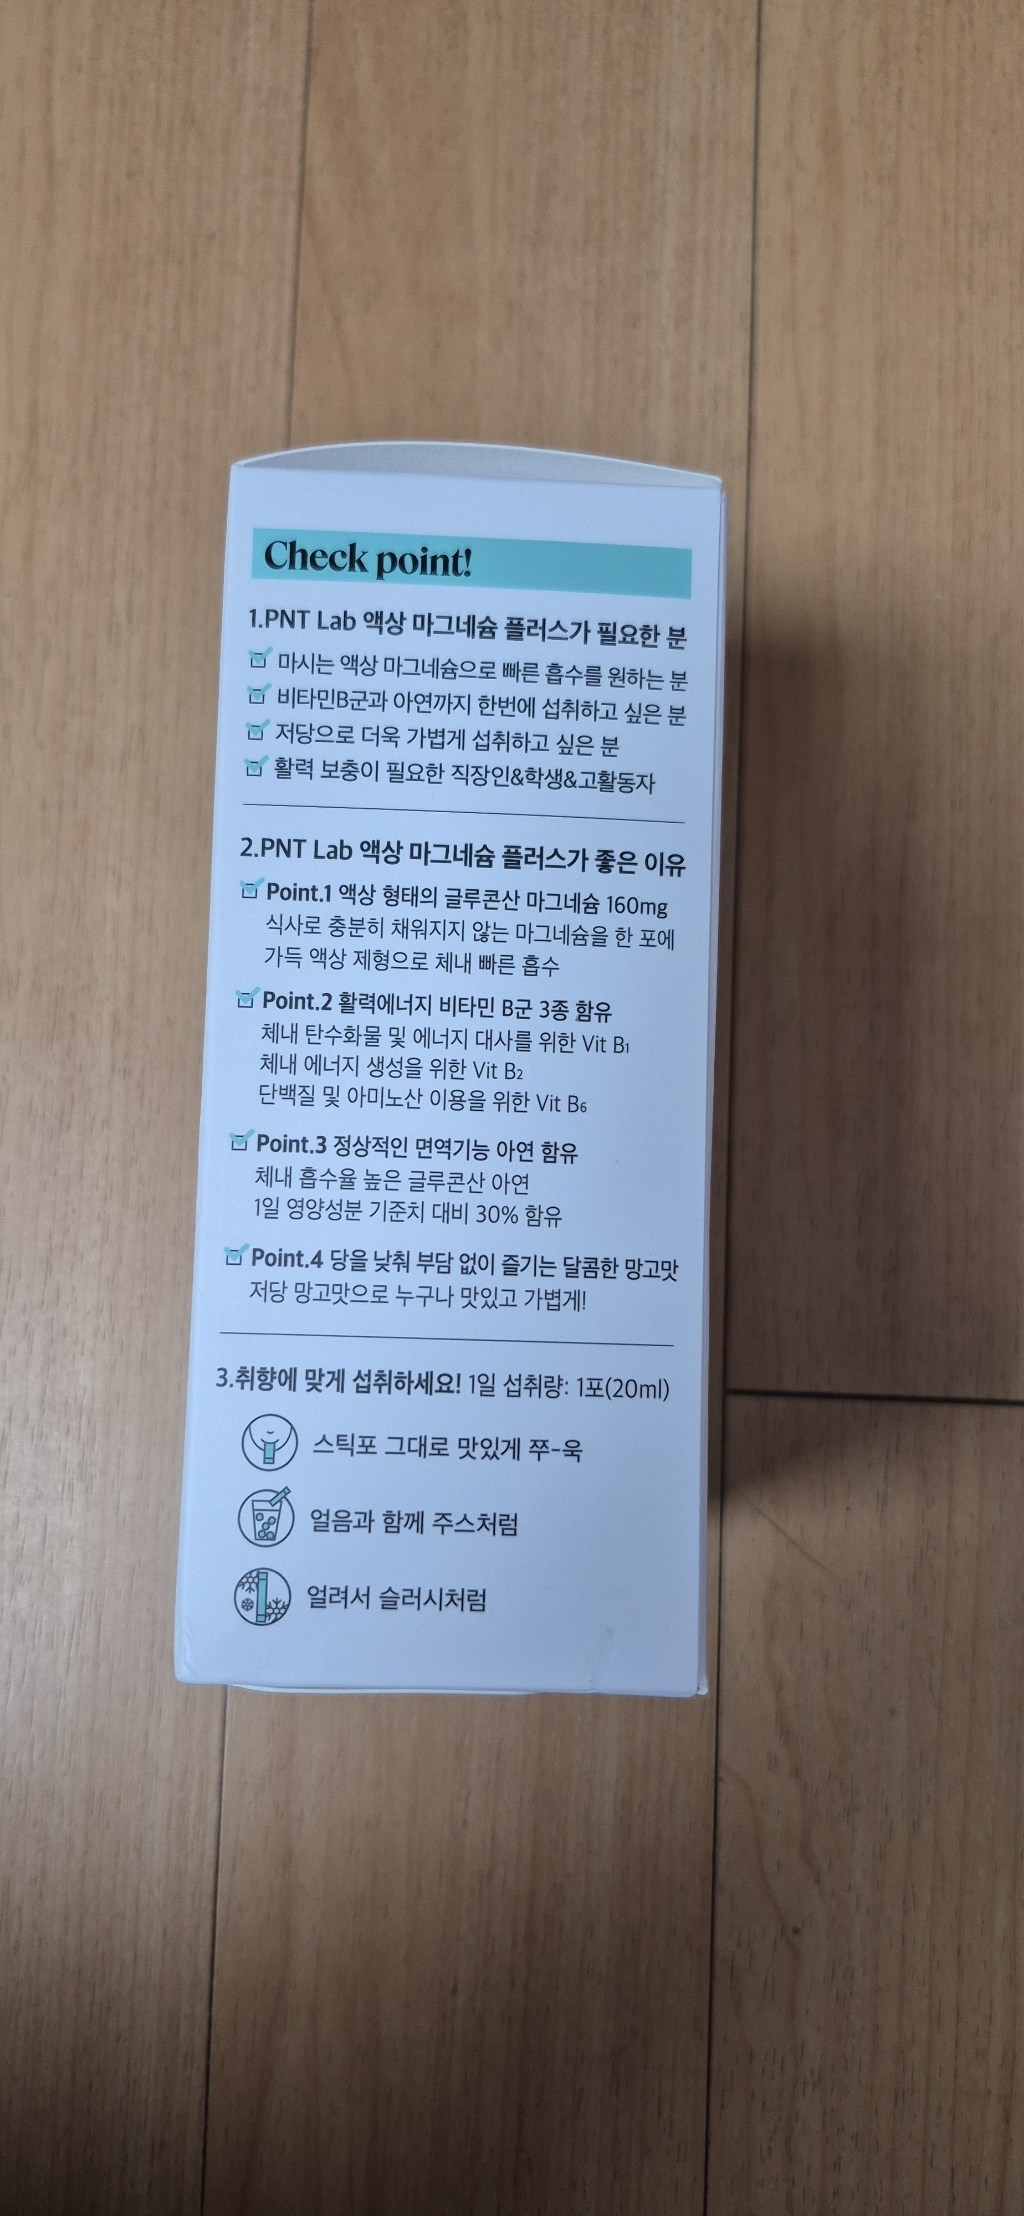 Check point!
1.PNT Lab 액상 마그네슘 플러스가 필요한 분
마시는 액상 마그네슘으로 빠른 흡수를 원하는 분
비타민B군과 아연까지 한번에 섭취하고 싶은 분
저당으로 더욱 가볍게 섭취하고 싶은 분
활력 보충이 필요한 직장인&학생&고활동자
2.PNT Lab 액상 마그네슘 플러스가 좋은 이유
Point.1 액상 형태의 글루콘산 마그네슘 160mg
식사로 충분히 채워지지 않는 마그네슘을 한 포에
가득 액상 제형으로 체내 빠른 흡수
Point.2 활력에너지 비타민 B군 3종 함유
체내 탄수화물 및 에너지 대사를 위한 Vit B₁
체내 에너지 생성을 위한 Vit B₂
단백질 및 아미노산 이용을 위한 Vit B₆
Point.3 정상적인 면역기능 아연 함유
체내 흡수율 높은 글루콘산 아연
1일 영양성분 기준치 대비 30% 함유
Point.4 당을 낮춰 부담 없이 즐기는 달콤한 망고맛
저당 망고맛으로 누구나 맛있고 가볍게!
3.취향에 맞게 섭취하세요! 1일 섭취량: 1포(20ml)
스틱포 그대로 맛있게 쭈-욱
얼음과 함께 주스처럼
얼려서 슬러시처럼